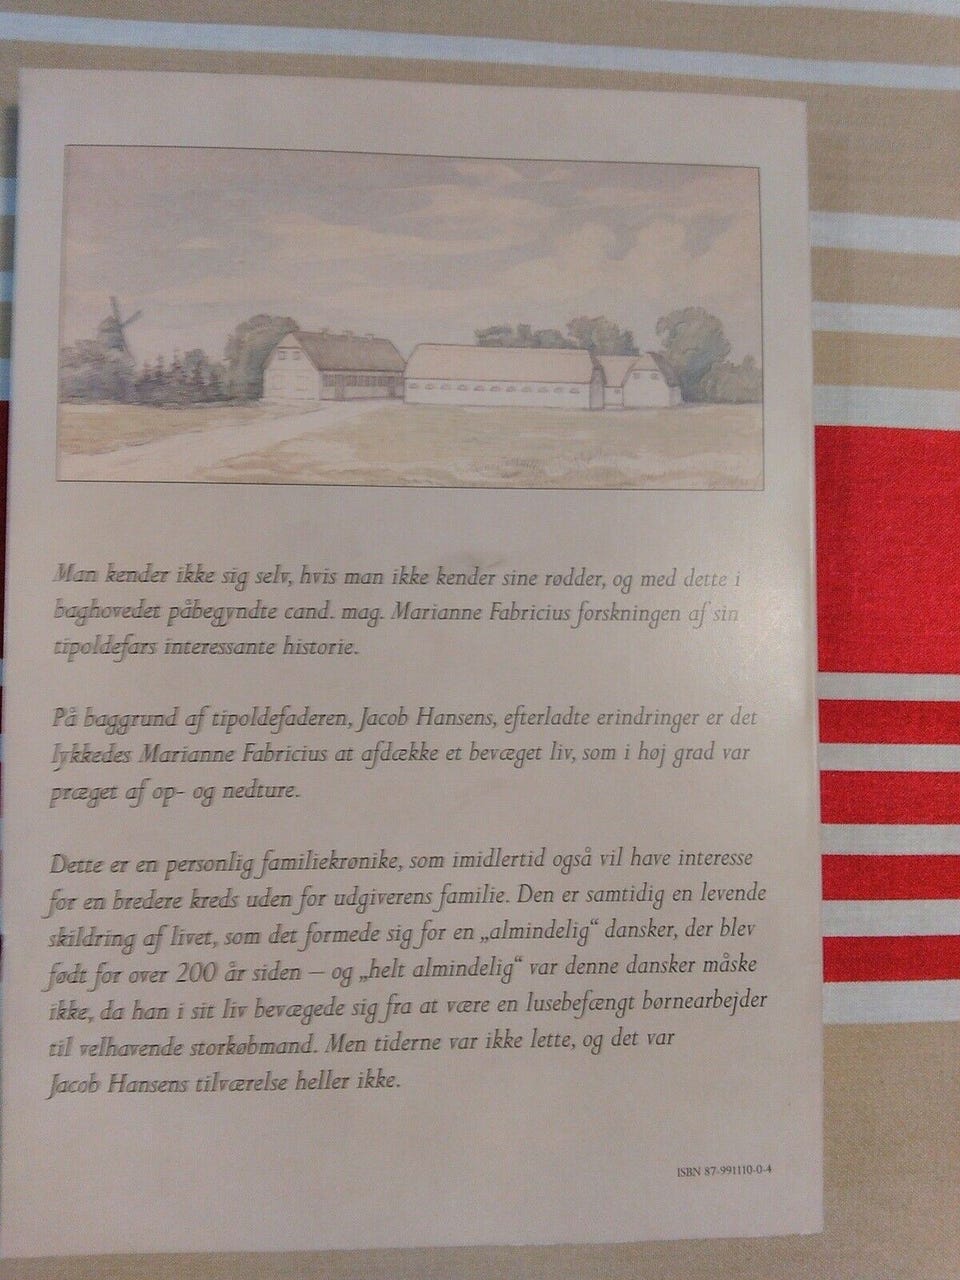 Man kender ikke sig selv, hvis man ikke kender sine rødder, og med dette i
baghovedet påbegyndte cand. mag. Marianne Fabricius forskningen af sin
tipoldefars interessante historie.
På baggrund af tipoldefaderen, Jacob Hansens, efterladte erindringer er det
lykkedes Marianne Fabricius at afdække et bevæget liv, som i høj grad var
præget af op- og nedture.
Dette er en personlig familiekrønike, som imidlertid også vil have interesse
for en bredere kreds uden for udgiverens familie. Den er samtidig en levende
skildring af livet, som det formede sig for en „almindelig“ dansker, der blev
født for over 200 år siden – og „helt almindelig“ var denne dansker måske
ikke, da han i sit liv bevægede sig fra at være en lusebefængt børnearbejder
til velhavende storkøbmand. Men tiderne var ikke lette, og det var
Jacob Hansens tilværelse heller ikke.
ISBN 87-991110-0-4